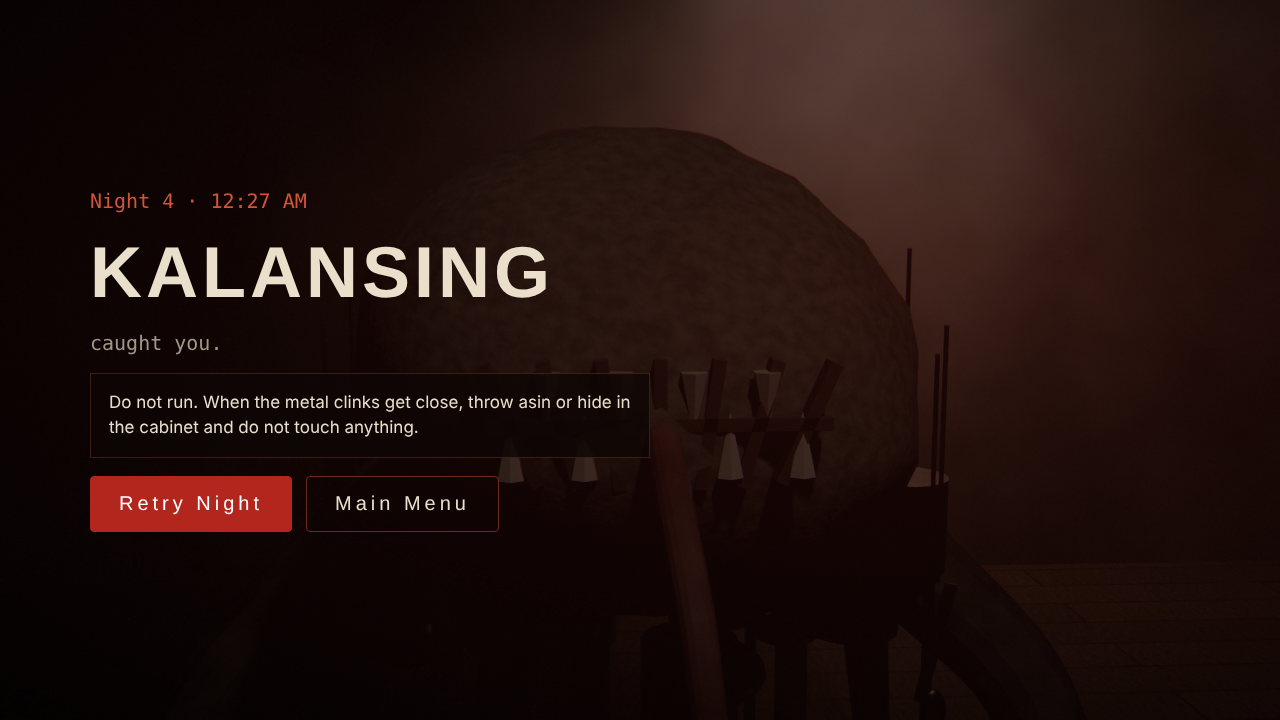 Night 4 · 12:27 AM
KALANSING
caught you.
Do not run. When the metal clinks get close, throw asin or hide in
the cabinet and do not touch anything.
Retry Night
Main Menu